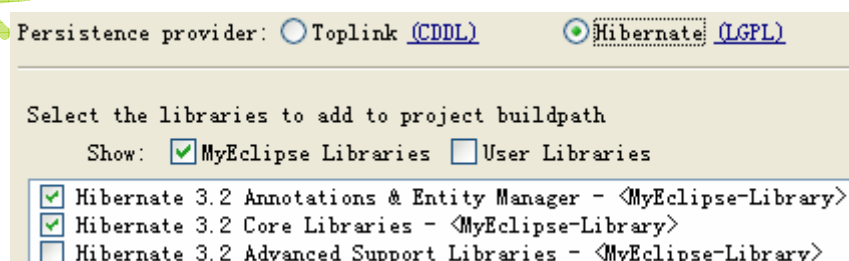 Persistence provider: Toplink (CDDL) Hibernate (LGPL)
Select the libraries to add to project buildpath
Show: MyEclipse Libraries User Libraries
Hibernate 3.2 Annotations & Entity Manager - <MyEclipse-Library>
Hibernate 3.2 Core Libraries - <MyEclipse-Library>
Hibernate 3.2 Advanced Support Libraries - <MyEclipse-Library>